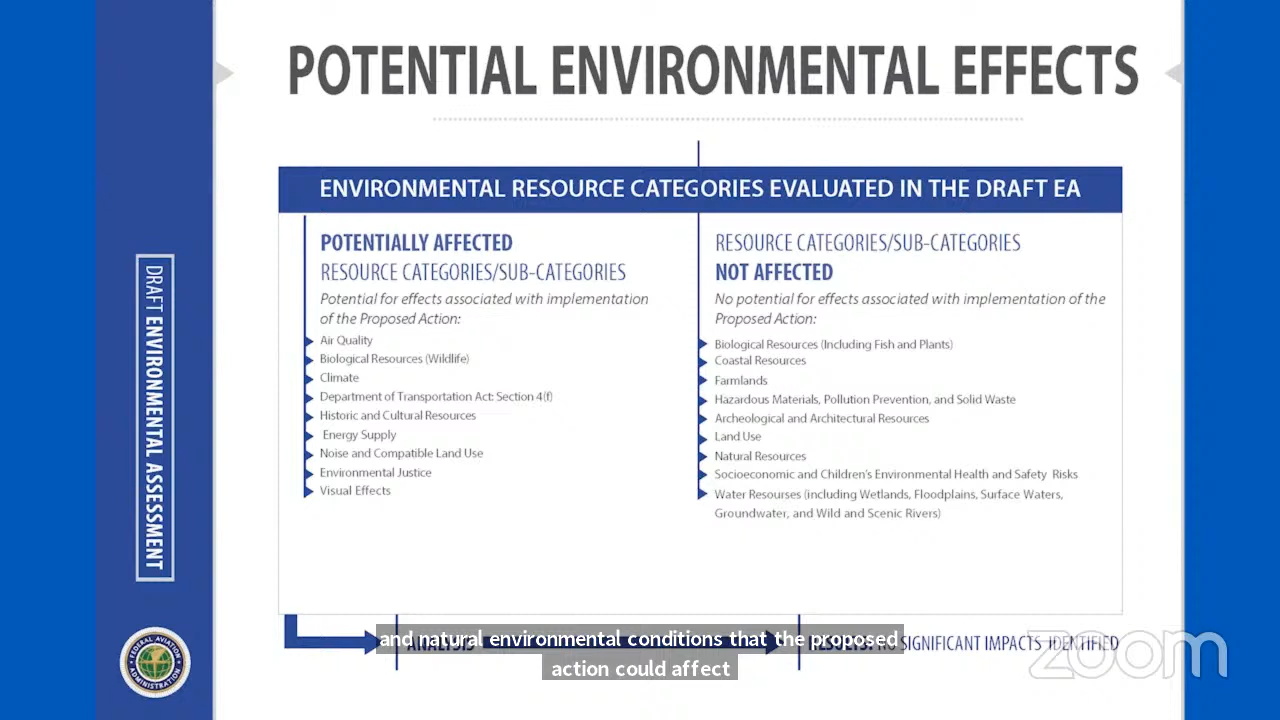 POTENTIAL ENVIRONMENTAL EFFECTS
ENVIRONMENTAL RESOURCE CATEGORIES EVALUATED IN THE DRAFT EA
POTENTIALLY AFFECTED
RESOURCE CATEGORIES/SUB-CATEGORIES
Potential for effects associated with implementation
of the Proposed Action:
Air Quality
Biological Resources (Wildlife)
Climate
Department of Transportation Act: Section 4(f)
Historic and Cultural Resources
Energy Supply
Noise and Compatible Land Use
Environmental Justice
Visual Effects
RESOURCE CATEGORIES/SUB-CATEGORIES
NOT AFFECTED
No potential for effects associated with implementation of the
Proposed Action:
Biological Resources (Including Fish and Plants)
Coastal Resources
Farmlands
Hazardous Materials, Pollution Prevention, and Solid Waste
Archeological and Architectural Resources
Land Use
Natural Resources
Socioeconomic and Children's Environmental Health and Safety Risks
Water Resourses (including Wetlands, Floodplains, Surface Waters,
Groundwater, and Wild and Scenic Rivers)
ANALYSIS
RESULTS: NO SIGNIFICANT IMPACTS IDENTIFIED
and natural environmental conditions that the proposed
action could affect
DRAFT ENVIRONMENTAL ASSESSMENT
FEDERAL AVIATION
ADMINISTRATION
zoom